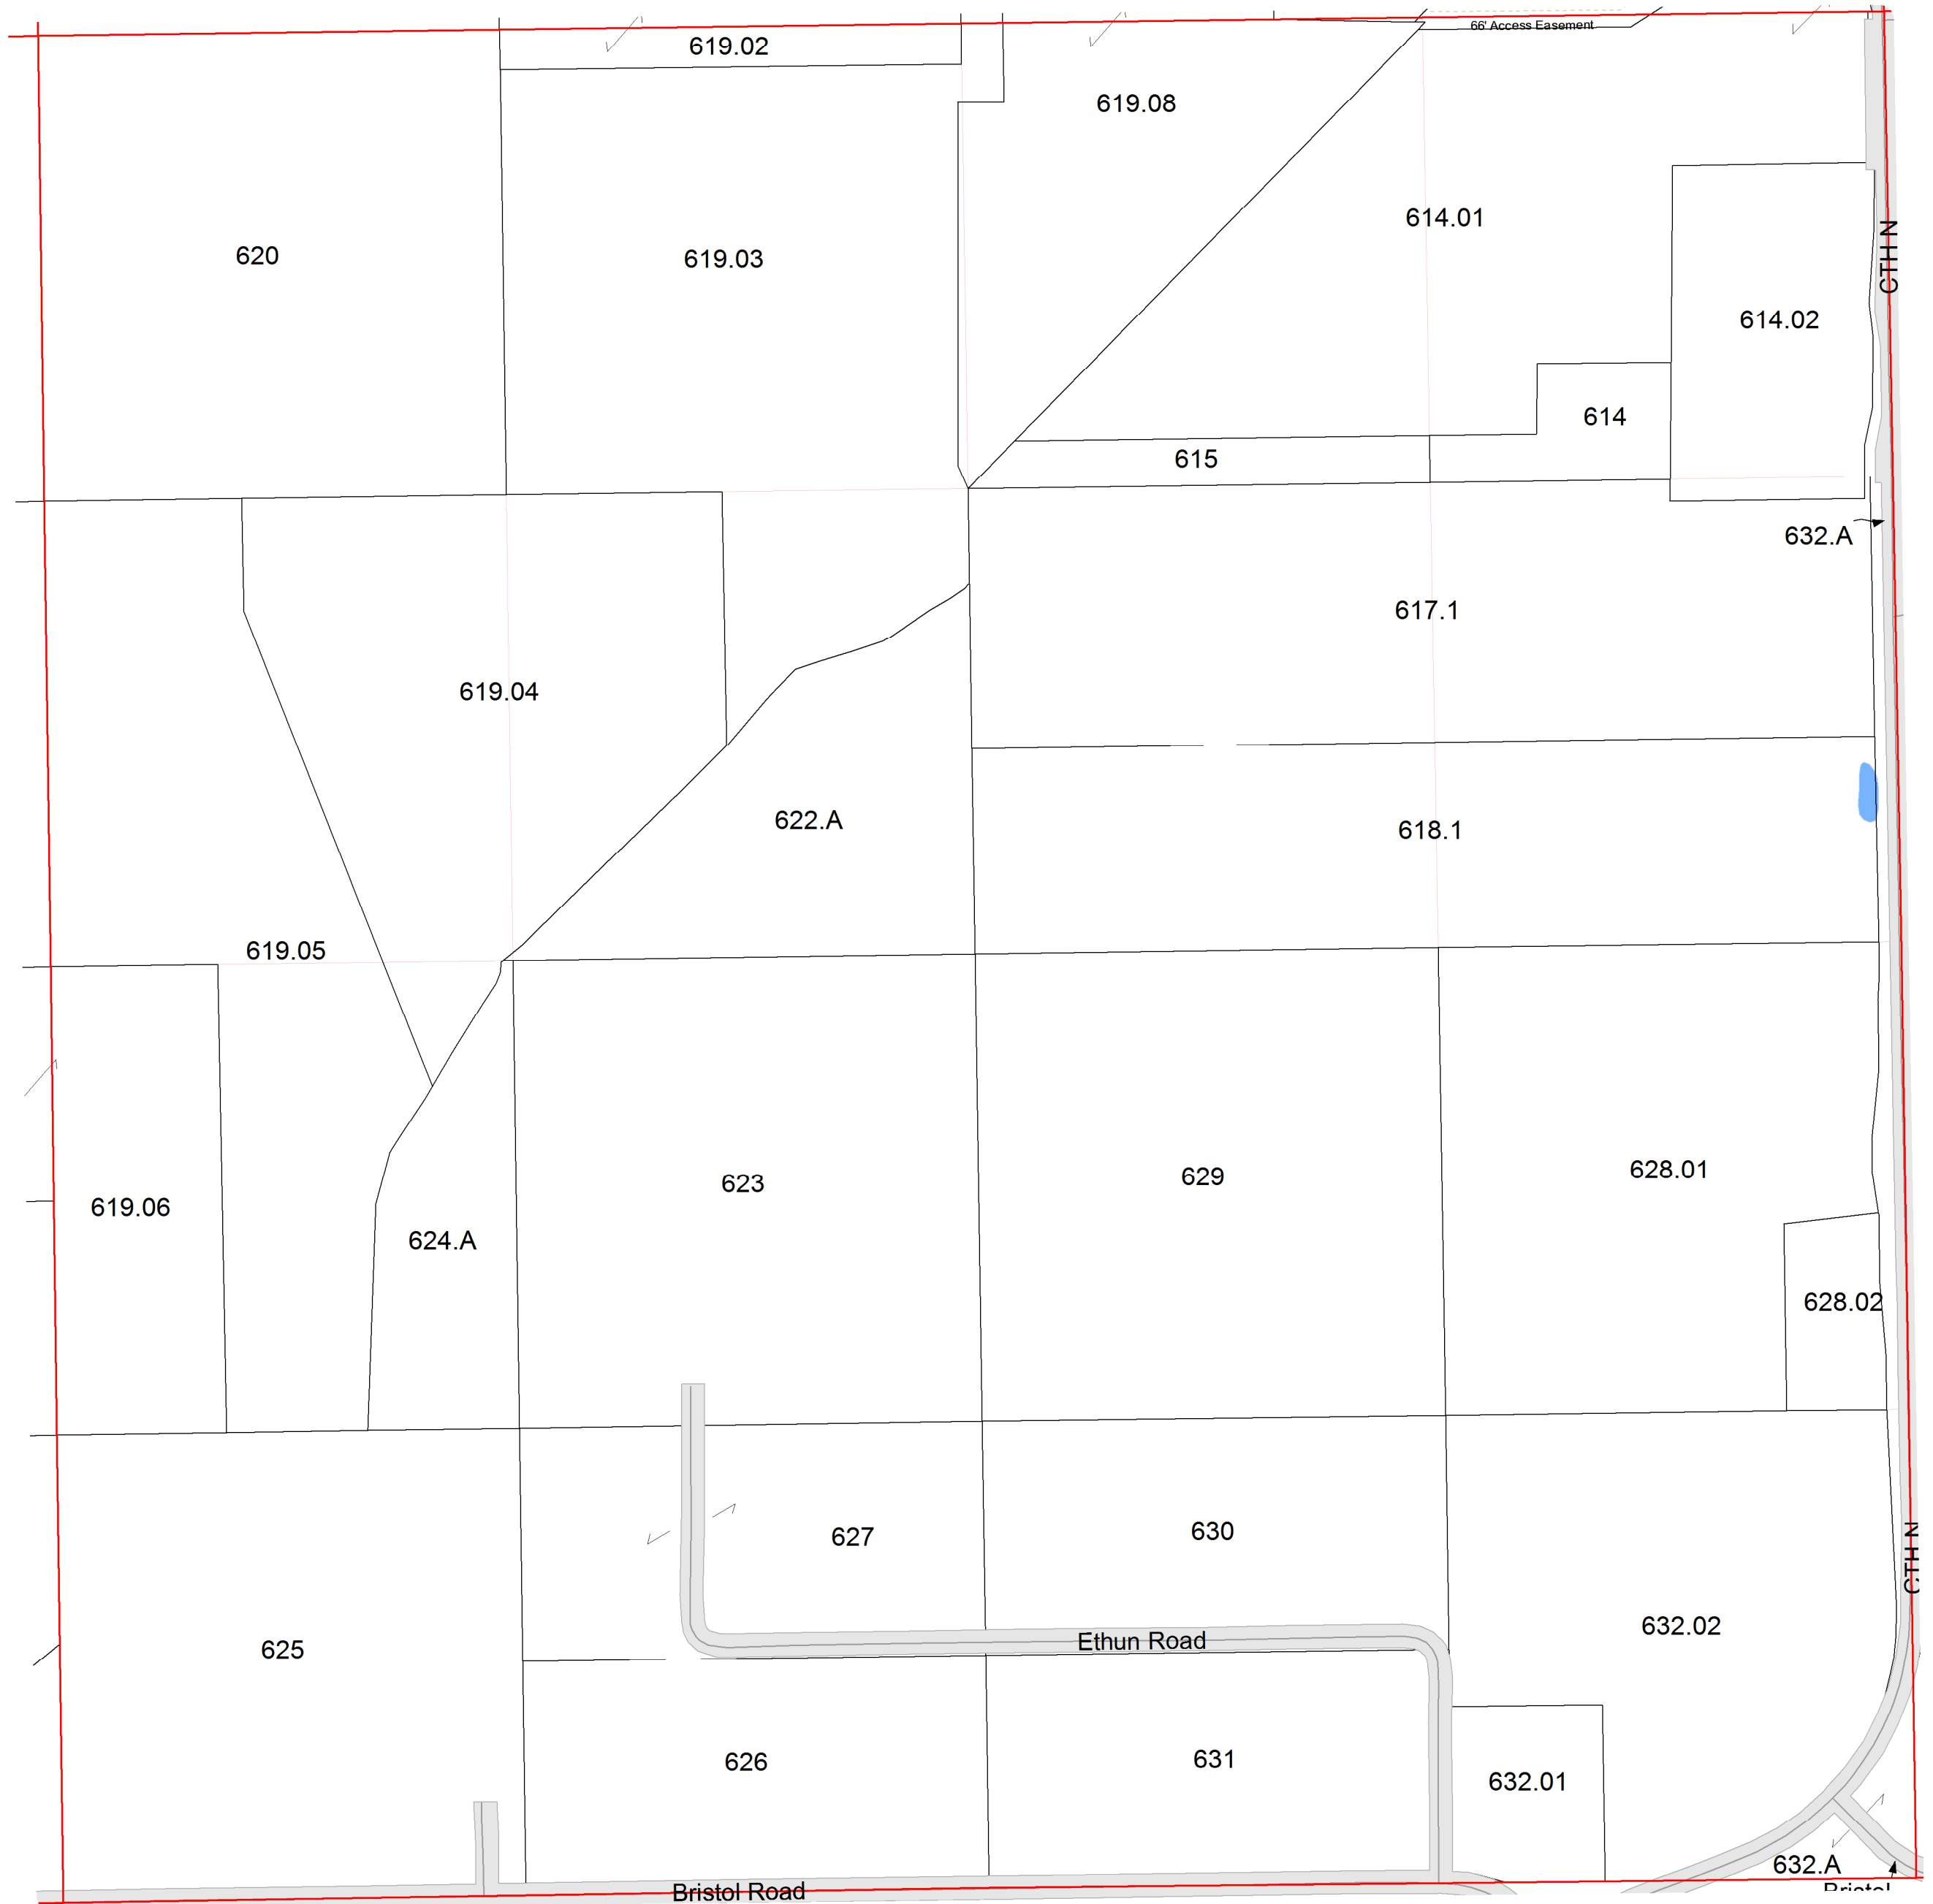 66' Access Easement
619.02
619.08
614.01
CTH N
620
619.03
614.02
614
615
632.A
617.1
619.04
622.A
618.1
619.05
628.01
623
629
619.06
624.A
628.02
CTH N
627
630
632.02
Ethun Road
625
626
631
632.01
632.A
Bristol Road
Bristol